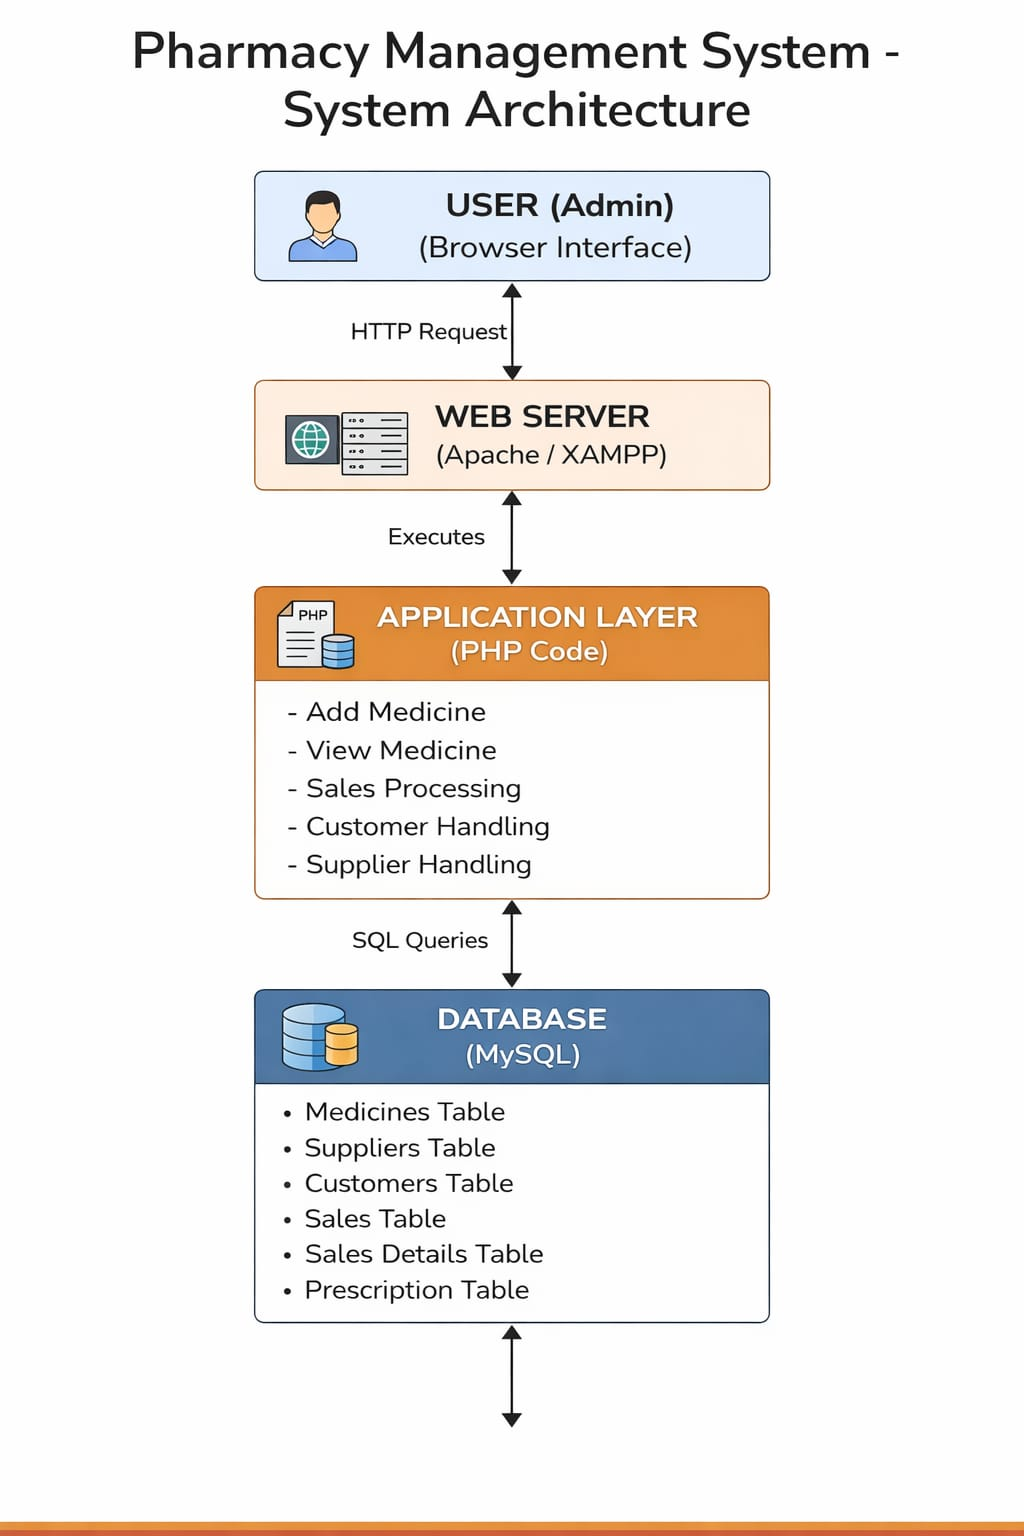 Pharmacy Management System -
System Architecture
USER (Admin)
(Browser Interface)
HTTP Request
WEB SERVER
(Apache / XAMPP)
Executes
PHP
APPLICATION LAYER
(PHP Code)
- Add Medicine
- View Medicine
- Sales Processing
- Customer Handling
- Supplier Handling
SQL Queries
DATABASE
(MySQL)
• Medicines Table
• Suppliers Table
• Customers Table
• Sales Table
• Sales Details Table
• Prescription Table